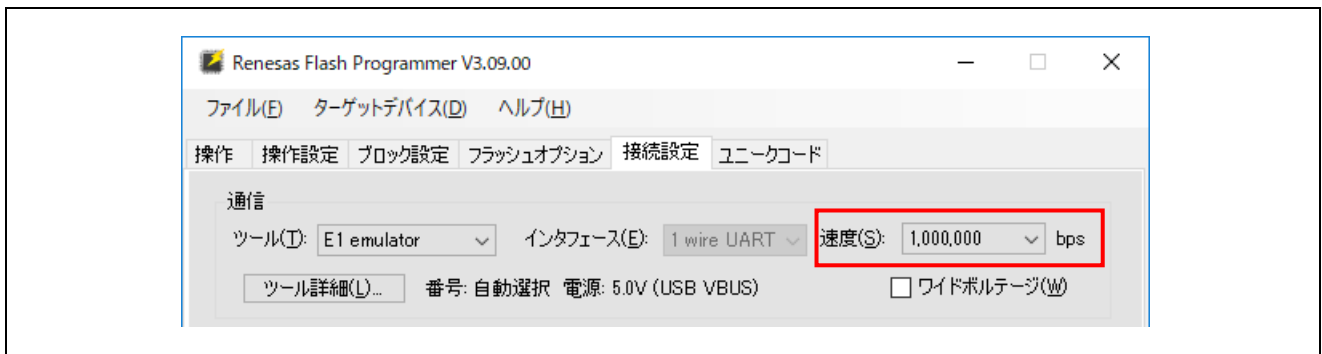 Renesas Flash Programmer V3.09.00
ファイル(F) ターゲットデバイス(D) ヘルプ(H)
操作 操作設定 ブロック設定 フラッシュオプション 接続設定 ユニークコード
通信
ツール(T): E1 emulator インタフェース(E): 1 wire UART 速度(S): 1,000,000 bps
ツール詳細(L)... 番号: 自動選択 電源: 5.0V (USB VBUS) ワイドボルテージ(W)